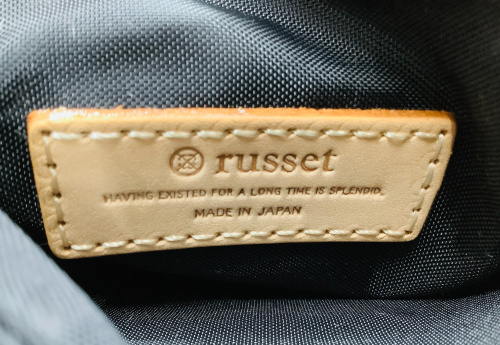 russet
HAVING EXISTED FOR A LONG TIME IS SPLENDID.
MADE IN JAPAN